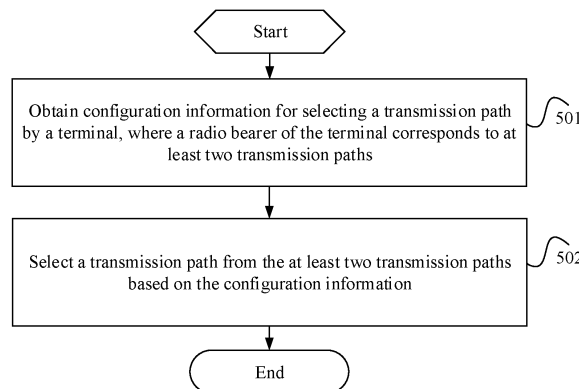 Start
Obtain configuration information for selecting a transmission path
by a terminal, where a radio bearer of the terminal corresponds to at
least two transmission paths
501
Select a transmission path from the at least two transmission paths
based on the configuration information
502
End